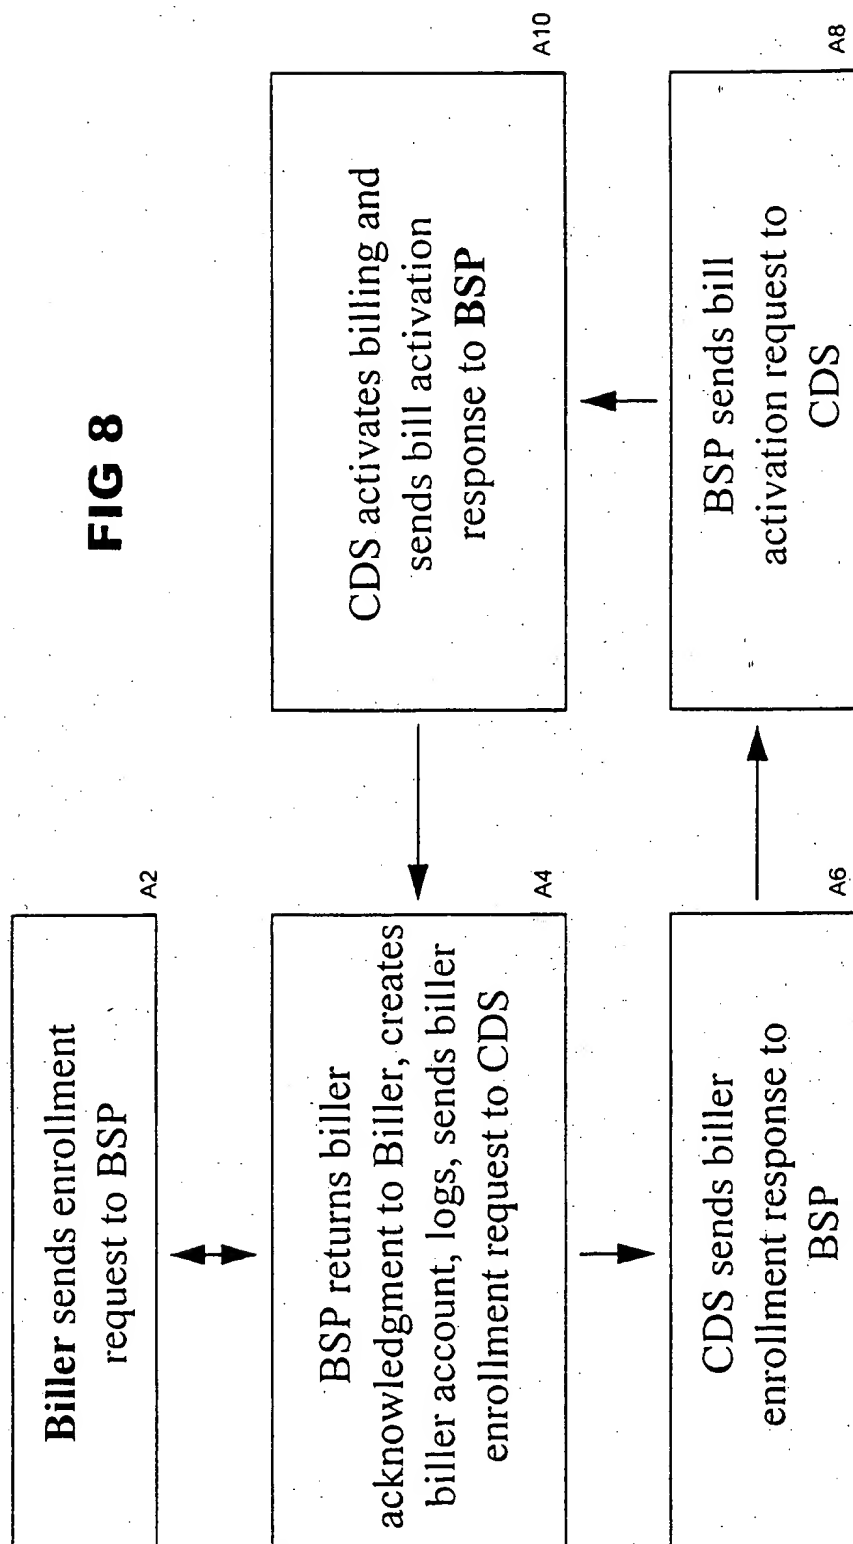 FIG 8
Biller sends enrollment
request to BSP
A2
BSP returns biller
acknowledgment to Biller, creates
biller account, logs, sends biller
enrollment request to CDS
A4
CDS activates billing and
sends bill activation
response to BSP
A10
CDS sends biller
enrollment response to
BSP
A6
BSP sends bill
activation request to
CDS
A8